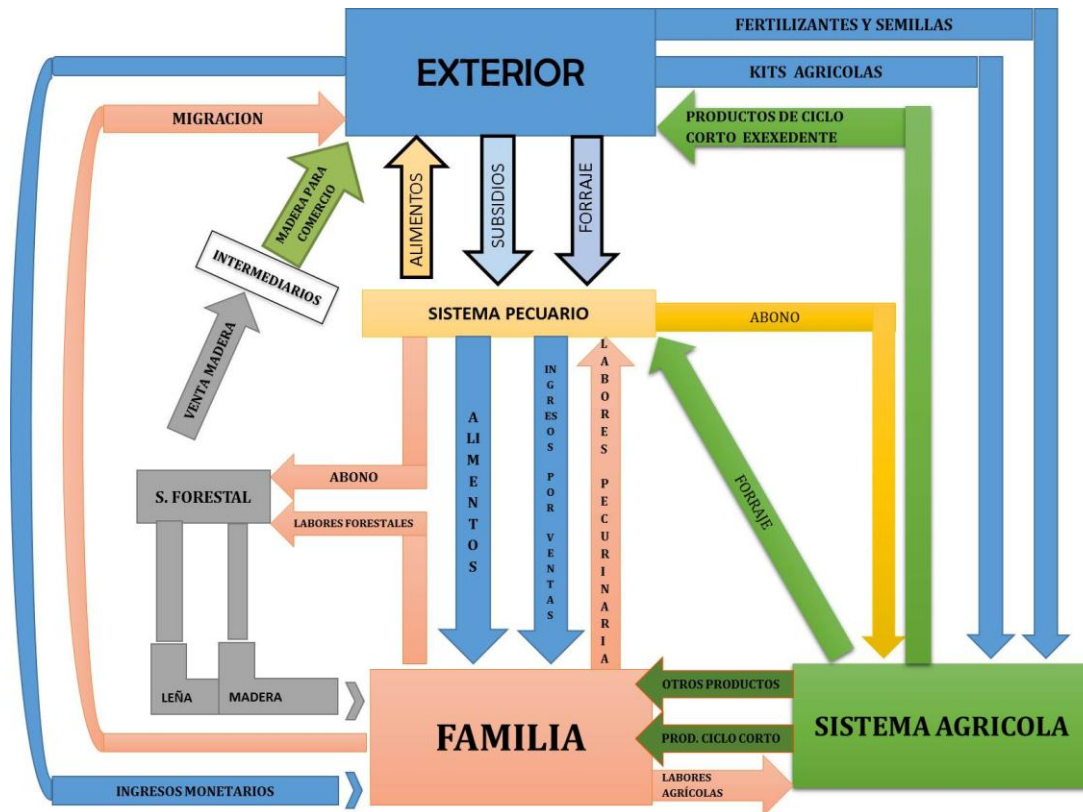 FERTILIZANTES Y SEMILLAS
EXTERIOR
KITS AGRICOLAS
MIGRACION
PRODUCTOS DE CICLO
CORTO EXEXEDENTE
MADERA PARA
COMERCIO
ALIMENTOS
SUBSIDIOS
FORRAJE
INTERMEDIARIOS
SISTEMA PECUARIO
ABONO
VENTA MADERA
ALIMENTOS
INGRESOS POR VENTAS
LABORES PECURINARIA
FORRAJE
ABONO
S. FORESTAL
LABORES FORESTALES
LEÑA
MADERA
FAMILIA
OTROS PRODUCTOS
PROD. CICLO CORTO
SISTEMA AGRICOLA
LABORES
AGRÍCOLAS
INGRESOS MONETARIOS